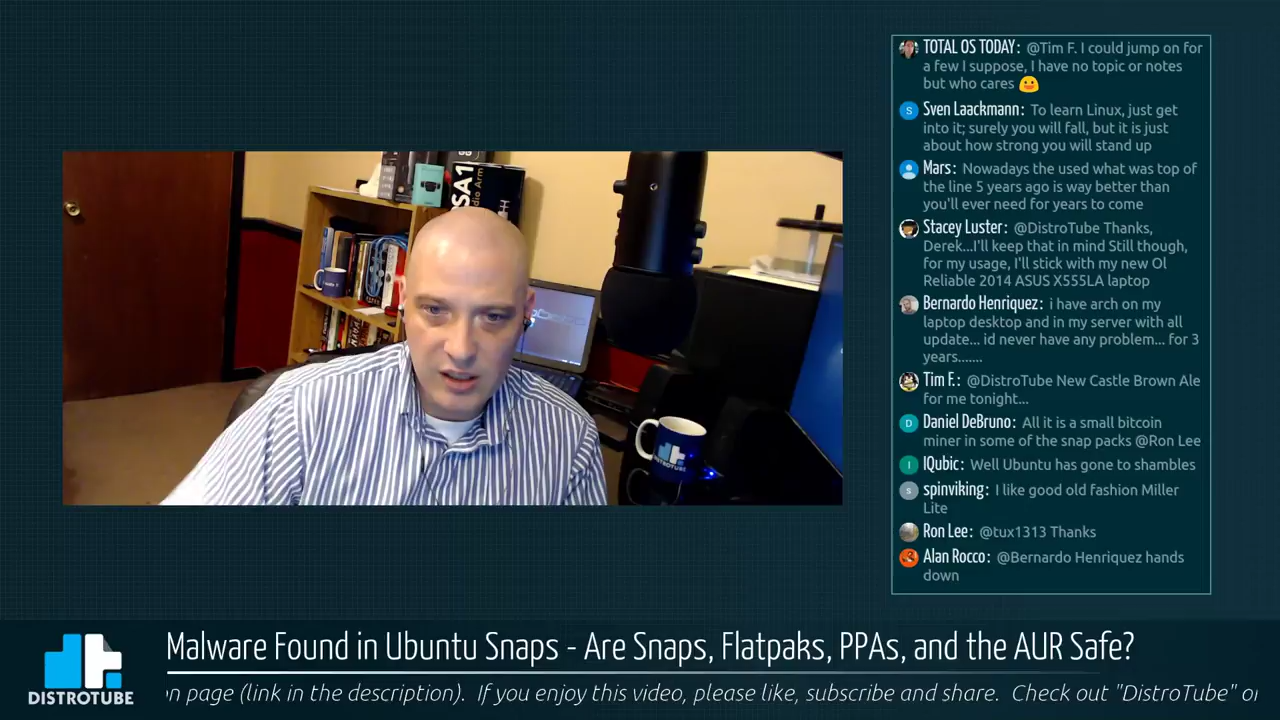 TOTAL OS TODAY: @Tim F. I could jump on for
a few I suppose, I have no topic or notes
but who cares
S Sven Laackmann: To learn Linux, just get
into it; surely you will fall, but it is just
about how strong you will stand up
Mars: Nowadays the used what was top of
the line 5 years ago is way better than
you'll ever need for years to come
Stacey Luster: @DistroTube Thanks,
Derek...I'll keep that in mind Still though,
for my usage, I'll stick with my new Ol
Reliable 2014 ASUS X555LA laptop
Bernardo Henriquez: i have arch on my
laptop desktop and in my server with all
update... id never have any problem... for 3
years.......
Tim F.: @DistroTube New Castle Brown Ale
for me tonight...
D Daniel DeBruno: All it is a small bitcoin
miner in some of the snap packs @Ron Lee
I IQubic: Well Ubuntu has gone to shambles
s spinviking: I like good old fashion Miller
Lite
Ron Lee: @tux1313 Thanks
Alan Rocco: @Bernardo Henriquez hands
down
DISTROTUBE
Malware Found in Ubuntu Snaps - Are Snaps, Flatpaks, PPAs, and the AUR Safe?
DISTROTUBE
n page (link in the description). If you enjoy this video, please like, subscribe and share. Check out "DistroTube" or